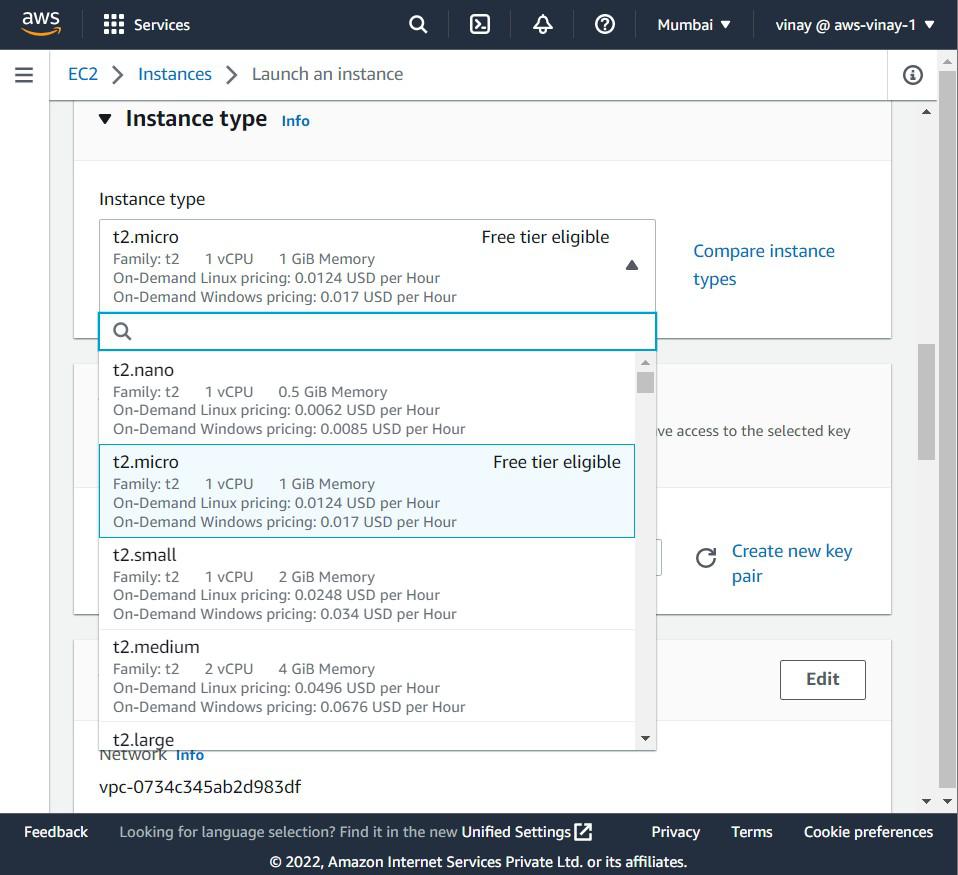 aws
Services
Mumbai
vinay @ aws-vinay-1
EC2
Instances
Launch an instance
Instance type Info
Instance type
t2.micro Free tier eligible
Family: t2 1 vCPU 1 GiB Memory
On-Demand Linux pricing: 0.0124 USD per Hour
On-Demand Windows pricing: 0.017 USD per Hour
Compare instance
types
t2.nano
Family: t2 1 vCPU 0.5 GiB Memory
On-Demand Linux pricing: 0.0062 USD per Hour
On-Demand Windows pricing: 0.0085 USD per Hour
access to the selected key
t2.micro Free tier eligible
Family: t2 1 vCPU 1 GiB Memory
On-Demand Linux pricing: 0.0124 USD per Hour
On-Demand Windows pricing: 0.017 USD per Hour
t2.small
Family: t2 1 vCPU 2 GiB Memory
On-Demand Linux pricing: 0.0248 USD per Hour
On-Demand Windows pricing: 0.034 USD per Hour
Create new key
pair
t2.medium
Family: t2 2 vCPU 4 GiB Memory
On-Demand Linux pricing: 0.0496 USD per Hour
On-Demand Windows pricing: 0.0676 USD per Hour
Edit
t2.large
Network Info
vpc-0734c345ab2d983df
Feedback
Looking for language selection? Find it in the new Unified Settings
Privacy
Terms
Cookie preferences
© 2022, Amazon Internet Services Private Ltd. or its affiliates.